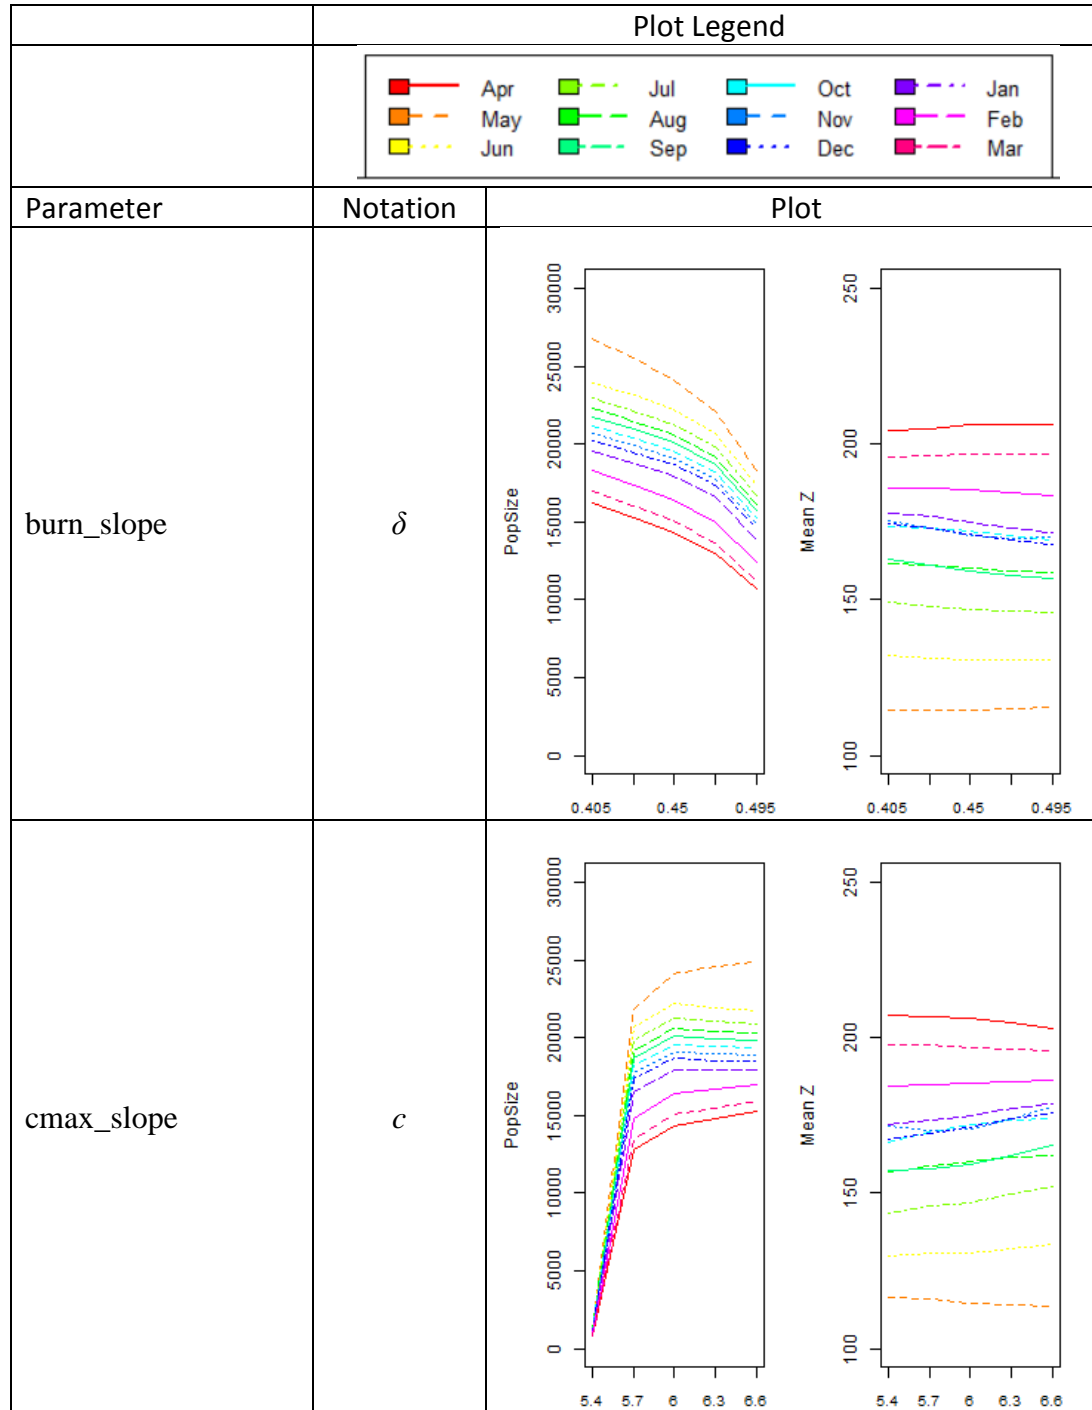 Plot Legend
Apr Jul Oct Jan
May Aug Nov Feb
Jun Sep Dec Mar
Parameter Notation Plot
burn_slope δ
PopSize
30000
25000
20000
15000
10000
5000
0
0.405 0.45 0.495
Mean Z
250
200
150
100
0.405 0.45 0.495
cmax_slope c
PopSize
30000
25000
20000
15000
10000
5000
0
5.4 5.7 6 6.3 6.6
Mean Z
250
200
150
100
5.4 5.7 6 6.3 6.6